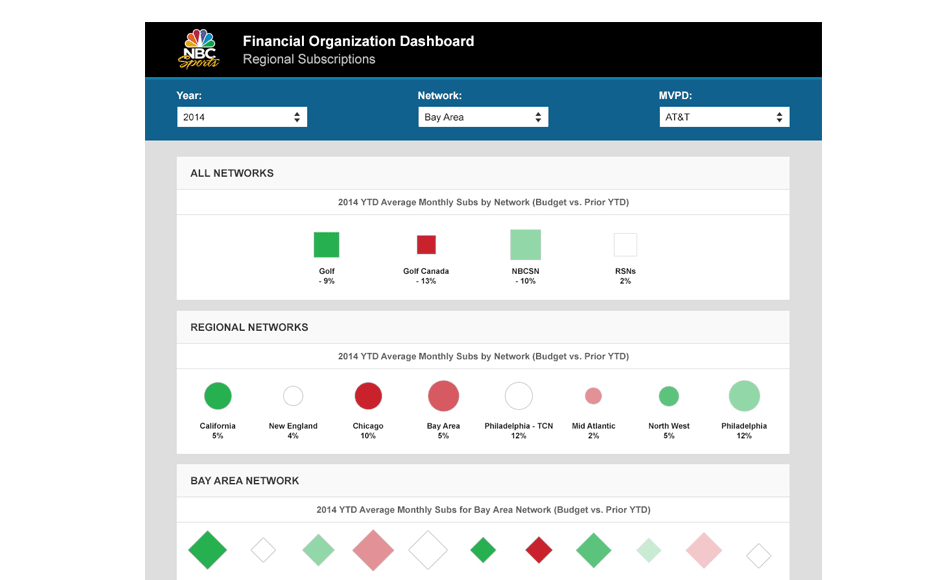 NBC
Sports
Financial Organization Dashboard
Regional Subscriptions
Year:
Network:
MVPD:
2014
Bay Area
AT&T
ALL NETWORKS
2014 YTD Average Monthly Subs by Network (Budget vs. Prior YTD)
Golf
- 9%
Golf Canada
- 13%
NBCSN
- 10%
RSNs
2%
REGIONAL NETWORKS
2014 YTD Average Monthly Subs by Network (Budget vs. Prior YTD)
California
5%
New England
4%
Chicago
10%
Bay Area
5%
Philadelphia - TCN
12%
Mid Atlantic
2%
North West
5%
Philadelphia
12%
BAY AREA NETWORK
2014 YTD Average Monthly Subs for Bay Area Network (Budget vs. Prior YTD)